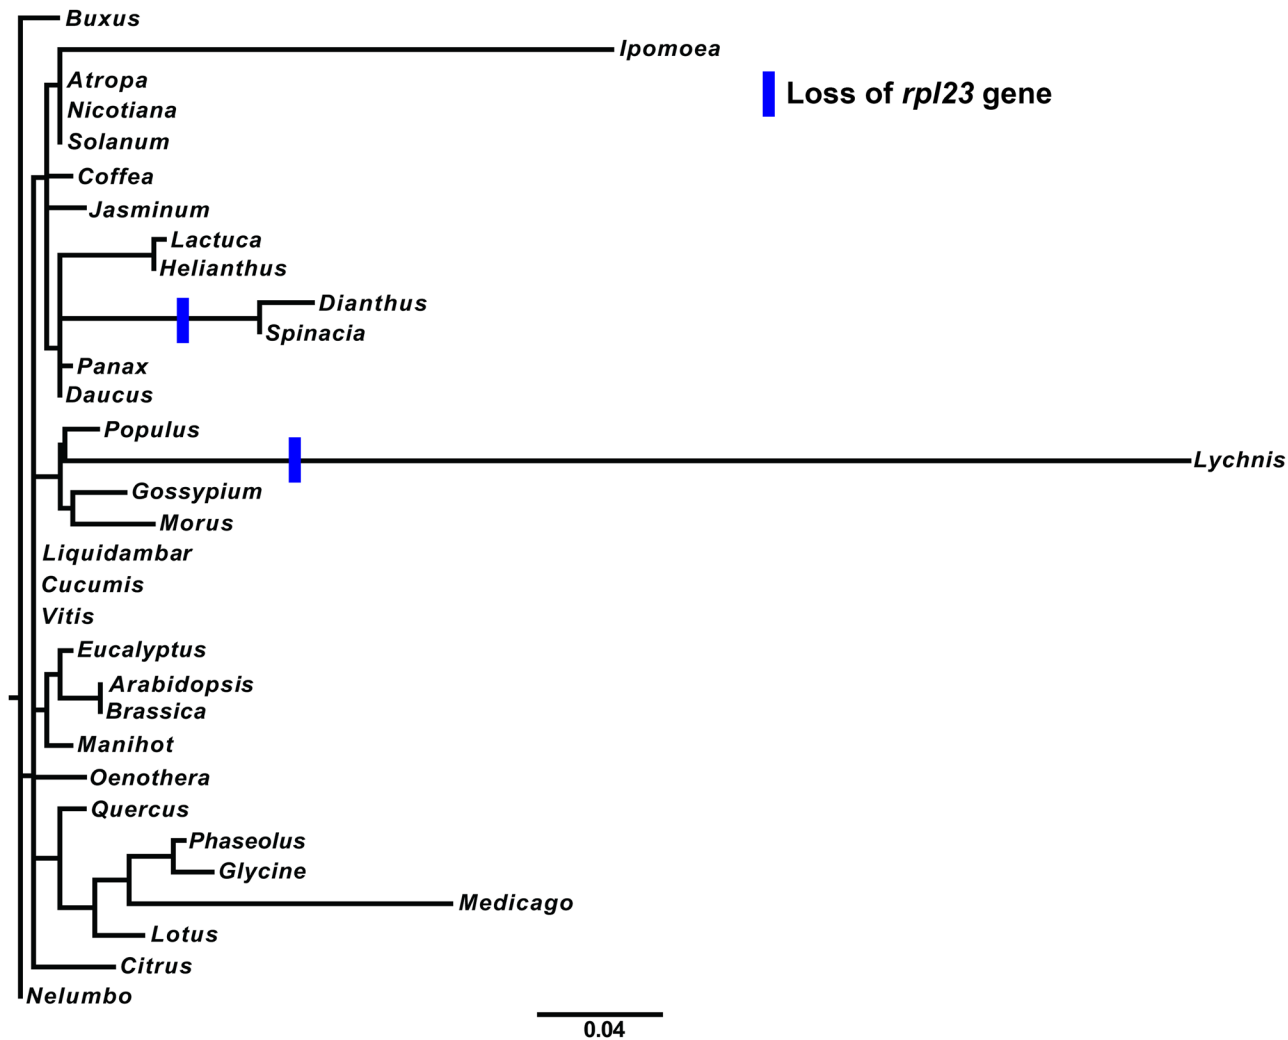 Buxus
Ipomoea
Atropa
Loss of rpl23 gene
Nicotiana
Solanum
Coffea
Jasminum
Lactuca
Helianthus
Dianthus
Spinacia
Panax
Daucus
Populus
Lychnis
Gossypium
Morus
Liquidambar
Cucumis
Vitis
Eucalyptus
Arabidopsis
Brassica
Manihot
Oenothera
Quercus
Phaseolus
Glycine
Medicago
Lotus
Citrus
Nelumbo
0.04